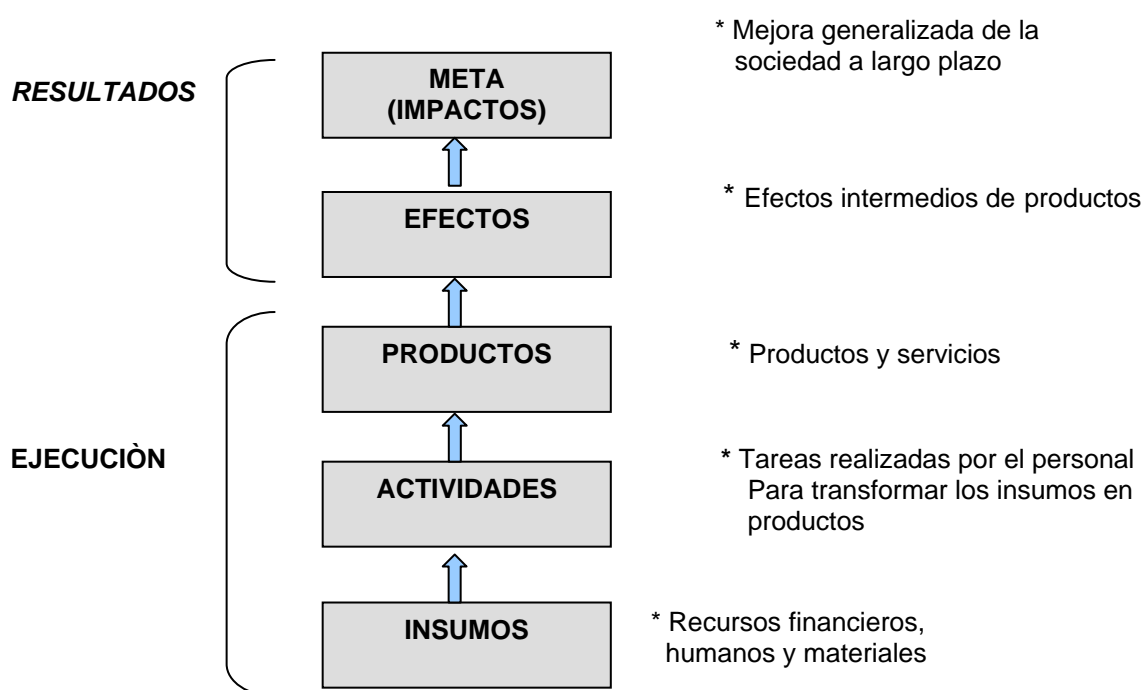 * Mejora generalizada de la
sociedad a largo plazo
RESULTADOS
META
(IMPACTOS)
EFECTOS
* Efectos intermedios de productos
PRODUCTOS
* Productos y servicios
EJECUCIÒN
ACTIVIDADES
* Tareas realizadas por el personal
Para transformar los insumos en
productos
INSUMOS
* Recursos financieros,
humanos y materiales